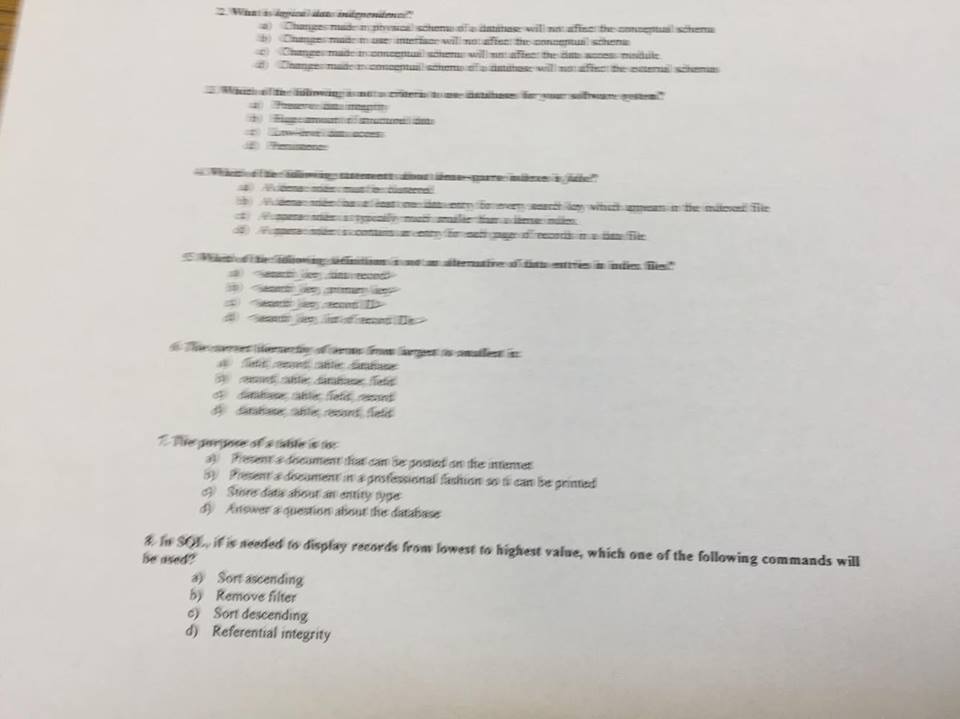 2. What is logical data independence?
a) Changes made in physical schema of a database will not affect the conceptual schema
b) Changes made in user interface will not affect the conceptual schema
c) Changes made in conceptual schema will not affect the data access module.
d) Changes made in conceptual schema of a database will not affect the external schemas
3. Which of the following is not a criteria to use databases for your software system?
a) Preserve data integrity
b) Huge amount of structured data
c) Low-level data access
d) Persistence
4. Which of the following statement about dense-sparse indexes is false?
a) A dense index must be clustered.
b) A dense index has at least one data entry for every search key which appears in the indexed file
c) A sparse index is typically much smaller than a dense index.
d) A sparse index is contains an entry for each page of records in a data file.
5. Which of the following definition is not an alternative of data entries in index files?
a) <search key, data record>
b) <search key, primary key>
c) <search key, record ID>
d) <search key, list of record IDs>
6. The correct hierarchy of terms from largest to smallest is:
a) field, record, table, database
b) record, table, database, field
c) database, table, field, record
d) database, table, record, field
7. The purpose of a table is to:
a) Present a document that can be posted on the internet
b) Present a document in a professional fashion so it can be printed
c) Store data about an entity type
d) Answer a question about the database
8. In SQL, it is needed to display records from lowest to highest value, which one of the following commands will
be used?
a) Sort ascending
b) Remove filter
c) Sort descending
d) Referential integrity